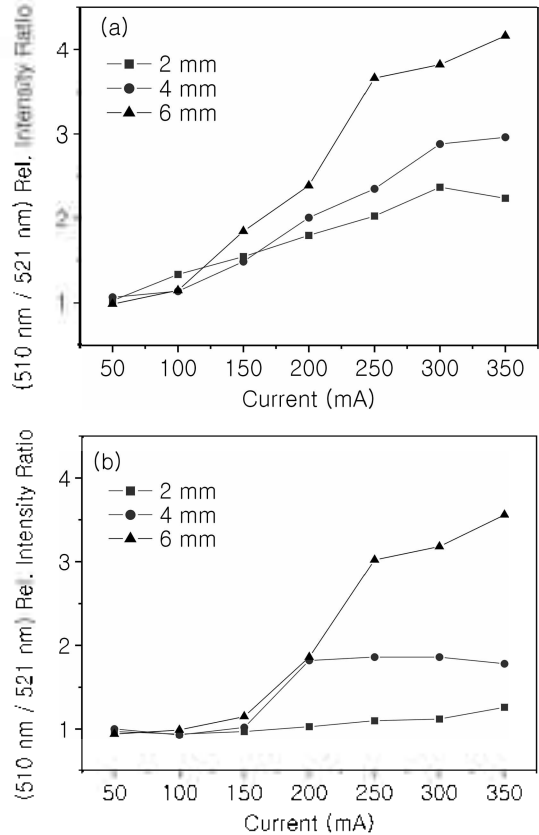 (a)
2 mm
4 mm
6 mm
4
3
2
1
50 100 150 200 250 300 350
Current (mA)
(510 nm / 521 nm) Rel. Intensity Ratio
(b)
2 mm
4 mm
6 mm
4
3
2
1
50 100 150 200 250 300 350
Current (mA)
(510 nm / 521 nm) Rel. Intensity Ratio